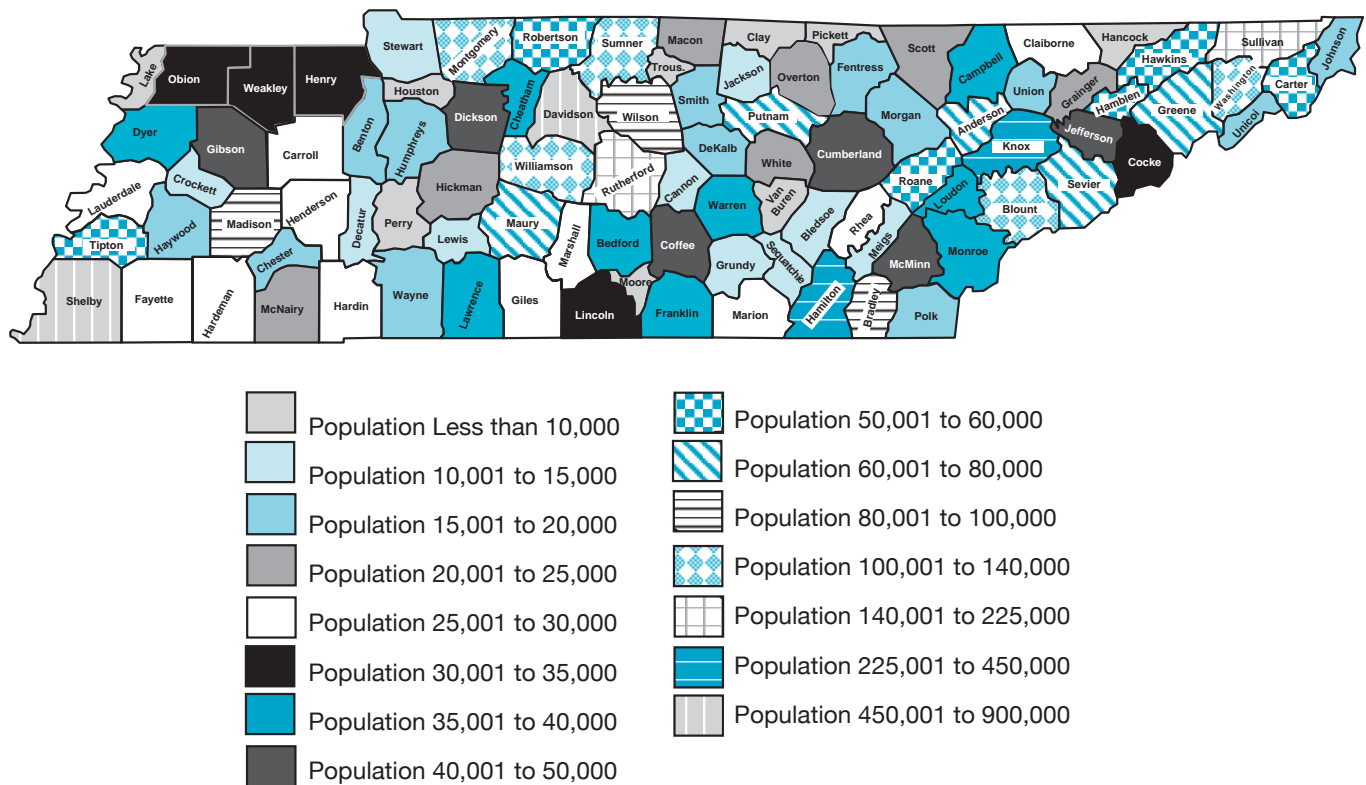 Stewart
Montgomery
Robertson
Sumner
Macon
Clay
Pickett
Scott
Campbell
Claiborne
Hancock
Hawkins
Sullivan
Johnson
Lake
Obion
Weakley
Henry
Houston
Cheatham
Davidson
Trous.
Wilson
Smith
Jackson
Overton
Fentress
Union
Grainger
Hamblen
Greene
Washington
Carter
Unicoi
Dyer
Gibson
Carroll
Benton
Humphreys
Dickson
Putnam
DeKalb
Morgan
Anderson
Knox
Jefferson
Cocke
Lauderdale
Crockett
Madison
Henderson
Decatur
Perry
Hickman
Williamson
Rutherford
Cannon
White
Cumberland
Roane
Loudon
Blount
Sevier
Tipton
Haywood
Chester
Lewis
Maury
Marshall
Bedford
Coffee
Warren
Van
Buren
Bledsoe
Rhea
Meigs
McMinn
Monroe
Shelby
Fayette
Hardeman
McNairy
Hardin
Wayne
Lawrence
Giles
Lincoln
Moore
Franklin
Grundy
Sequatchie
Marion
Hamilton
Bradley
Polk
Population Less than 10,000
Population 10,001 to 15,000
Population 15,001 to 20,000
Population 20,001 to 25,000
Population 25,001 to 30,000
Population 30,001 to 35,000
Population 35,001 to 40,000
Population 40,001 to 50,000
Population 50,001 to 60,000
Population 60,001 to 80,000
Population 80,001 to 100,000
Population 100,001 to 140,000
Population 140,001 to 225,000
Population 225,001 to 450,000
Population 450,001 to 900,000